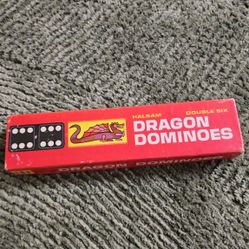 HALSAM DOUBLE SIX
DRAGON
DOMINOES
DRAGON DOMINOES